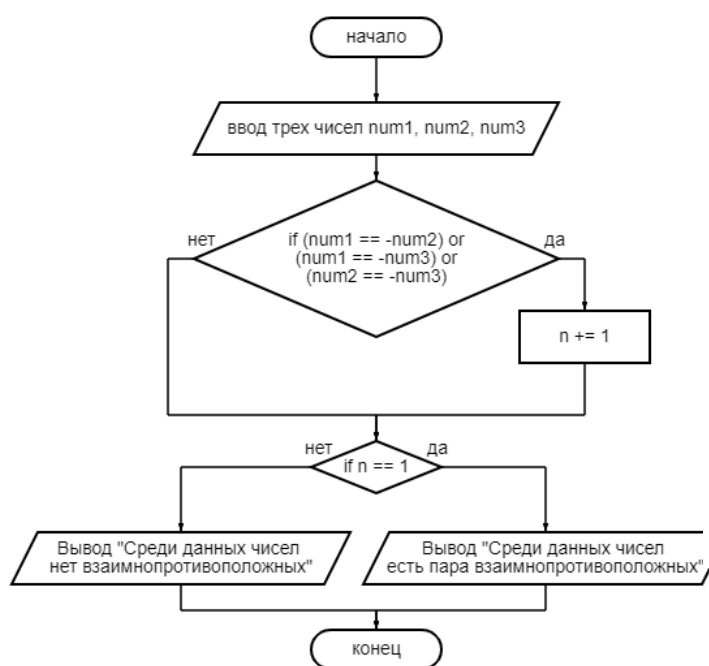 начало
ввод трех чисел num1, num2, num3
нет
да
if (num1 == -num2) or
(num1 == -num3) or
(num2 == -num3)
n += 1
нет
да
if n == 1
Вывод "Среди данных чисел
нет взаимнопротивоположных"
Вывод "Среди данных чисел
есть пара взаимнопротивоположных"
конец